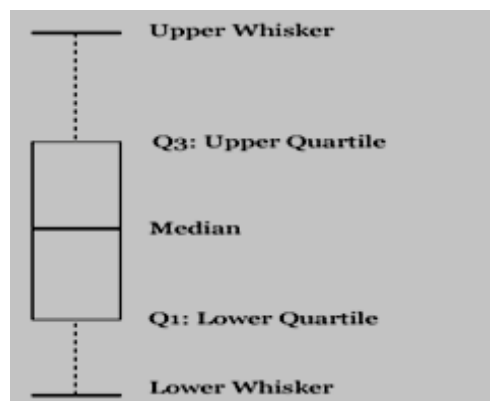 Upper Whisker
Q3: Upper Quartile
Median
Q1: Lower Quartile
Lower Whisker